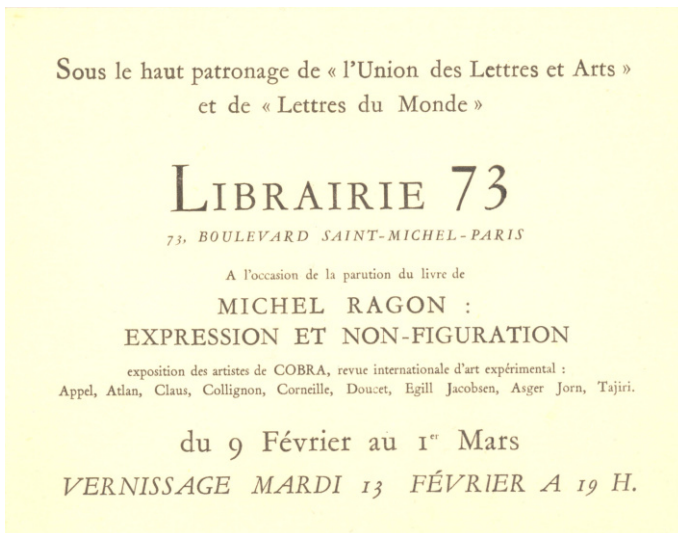 Sous le haut patronage de « l'Union des Lettres et Arts »
et de « Lettres du Monde »
LIBRAIRIE 73
73, BOULEVARD SAINT-MICHEL-PARIS
A l'occasion de la parution du livre de
MICHEL RAGON :
EXPRESSION ET NON-FIGURATION
exposition des artistes de COBRA, revue internationale d'art expérimental :
Appel, Atlan, Claus, Collignon, Corneille, Doucet, Egill Jacobsen, Asger Jorn, Tajiri.
du 9 Février au 1er Mars
VERNISSAGE MARDI 13 FÉVRIER A 19 H.